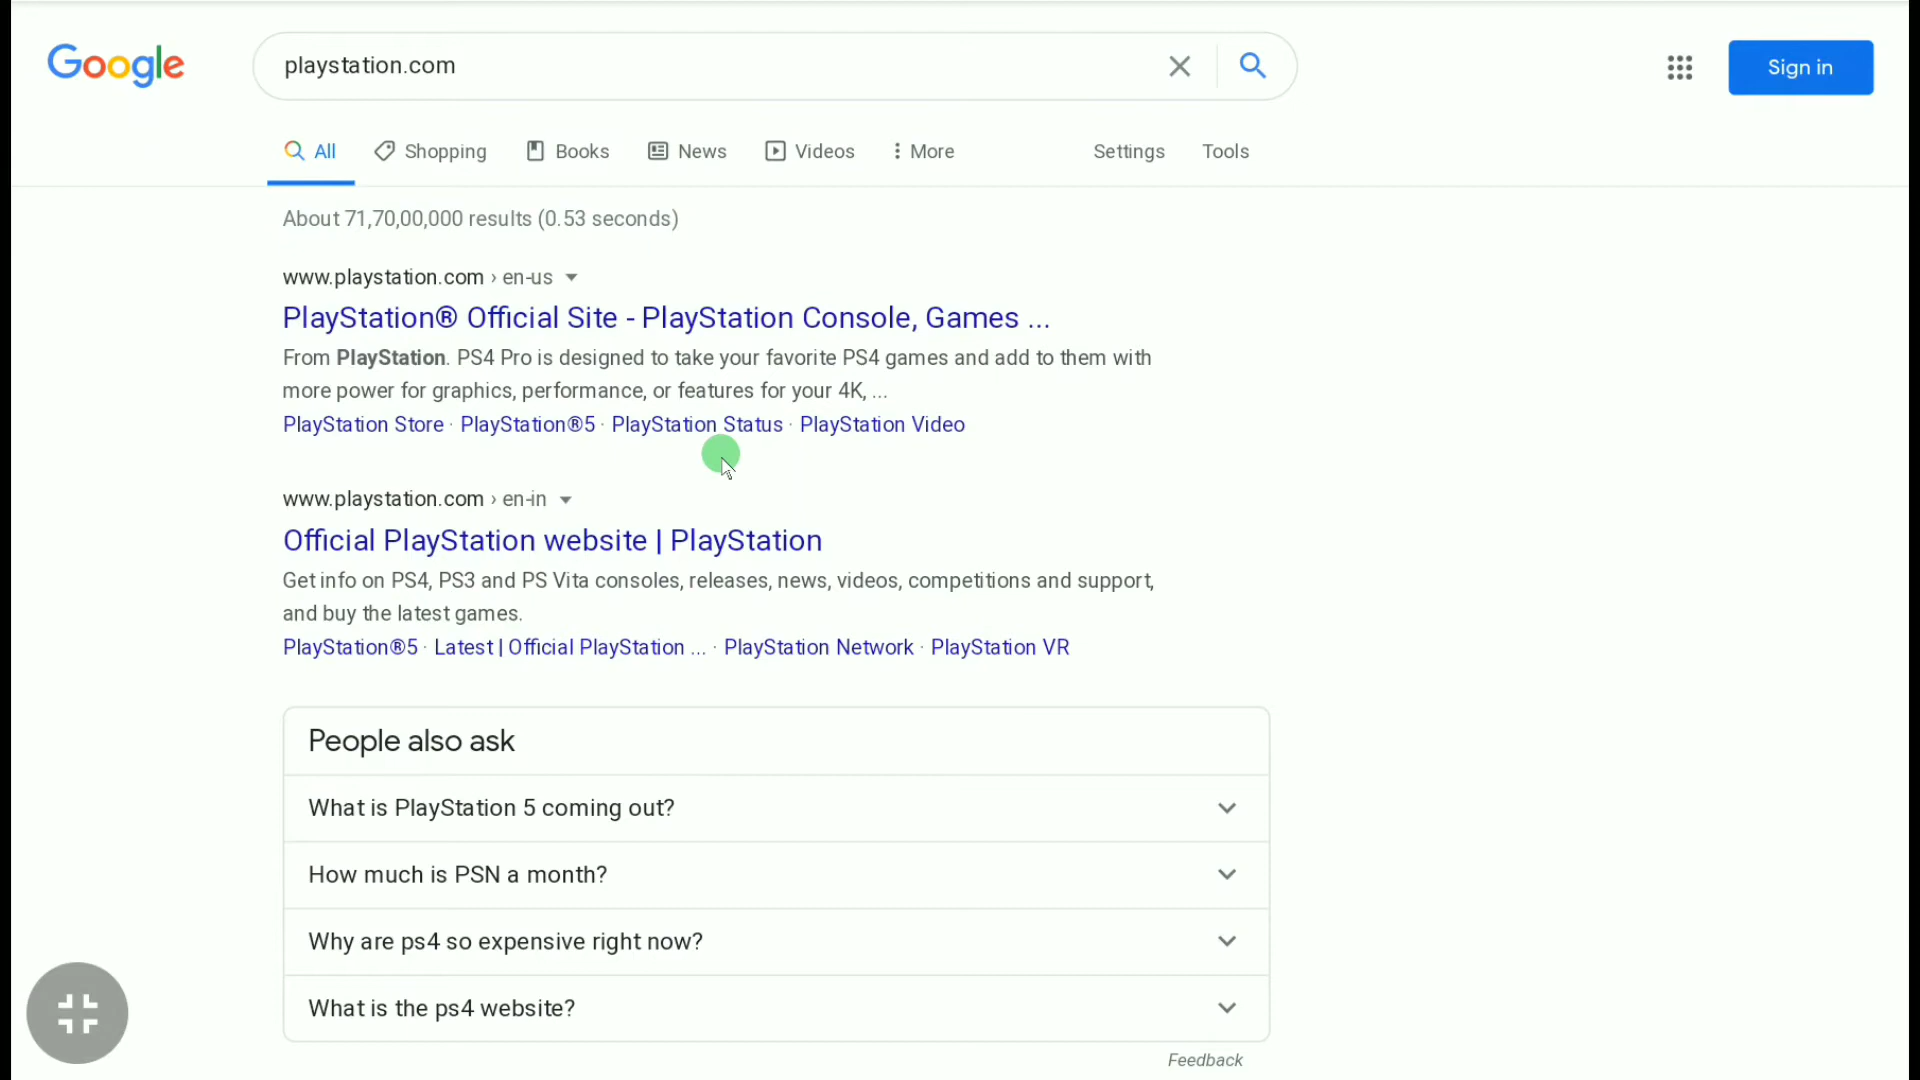 Google
playstation.com
Sign in
All Shopping Books News Videos More Settings Tools
About 71,70,00,000 results (0.53 seconds)
www.playstation.com › en-us
PlayStation® Official Site - PlayStation Console, Games ...
From PlayStation. PS4 Pro is designed to take your favorite PS4 games and add to them with
more power for graphics, performance, or features for your 4K, ...
PlayStation Store · PlayStation®5 · PlayStation Status · PlayStation Video
www.playstation.com › en-in
Official PlayStation website | PlayStation
Get info on PS4, PS3 and PS Vita consoles, releases, news, videos, competitions and support,
and buy the latest games.
PlayStation®5 · Latest | Official PlayStation ... · PlayStation Network · PlayStation VR
People also ask
What is PlayStation 5 coming out?
How much is PSN a month?
Why are ps4 so expensive right now?
What is the ps4 website?
Feedback